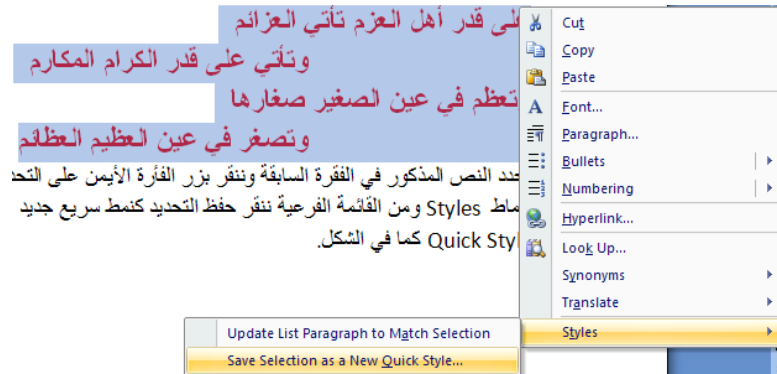 على قدر أهل العزم تأتي العزائم
وتأتي على قدر الكرام المكارم
وتعظم في عين الصغير صغارها
وتصغر في عين العظيم العظائم
النص المذكور في الفقرة السابقة وننقر بزر الفأرة الأيمن على
Styles ومن القائمة الفرعية ننقر حفظ التحديد كنمط سريع جديد
Quick Styl كما في الشكل.
Cut
Copy
Paste
Font...
Paragraph...
Bullets
Numbering
Hyperlink...
Look Up...
Synonyms
Translate
Styles
Update List Paragraph to Match Selection
Save Selection as a New Quick Style...